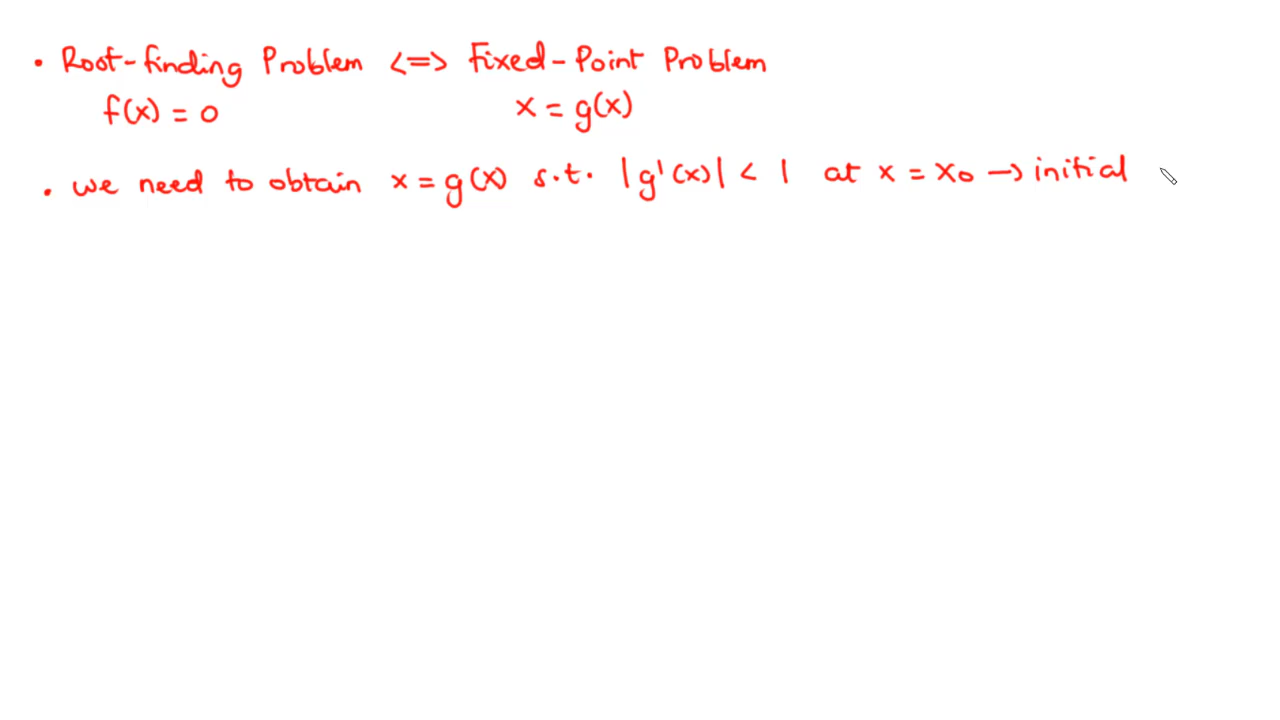 • Root-finding Problem <=> Fixed-Point Problem
f(x) = 0 x = g(x)
• we need to obtain x = g(x) s.t. |g'(x)| < 1 at x = x₀ → initial